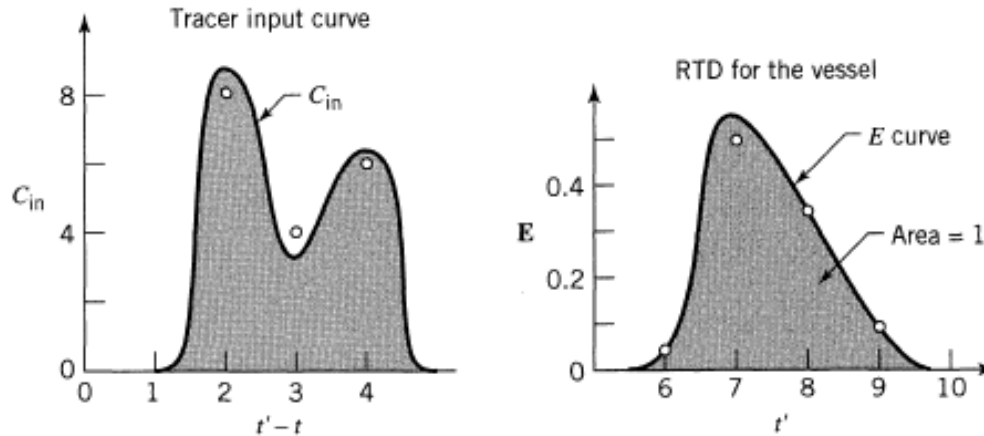 Tracer input curve
8
C_in
C_in
4
0
0 1 2 3 4 5
t' – t
RTD for the vessel
E curve
0.4
E
Area = 1
0.2
0
6 7 8 9 10
t'